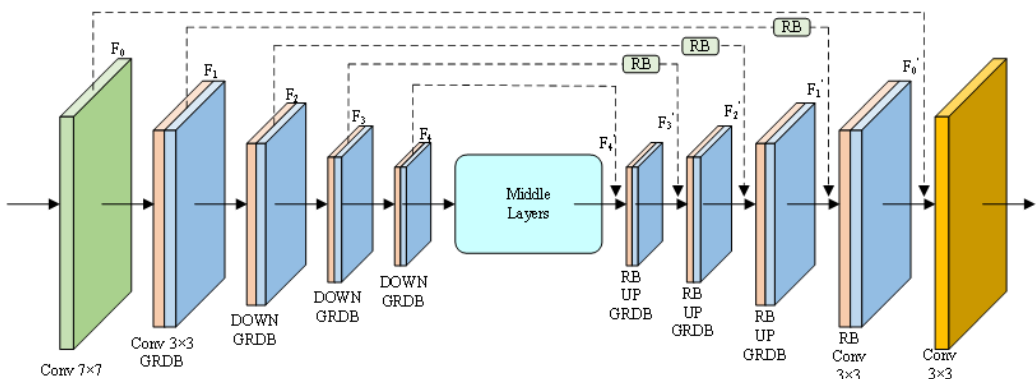 F₀
F₁
F₂
F₃
F₄
RB
RB
RB
F₄'
F₃'
F₂'
F₁'
F₀'
Middle
Layers
Conv 7×7
Conv 3×3
GRDB
DOWN
GRDB
DOWN
GRDB
DOWN
GRDB
RB
UP
GRDB
RB
UP
GRDB
RB
UP
GRDB
RB
Conv
3×3
Conv
3×3